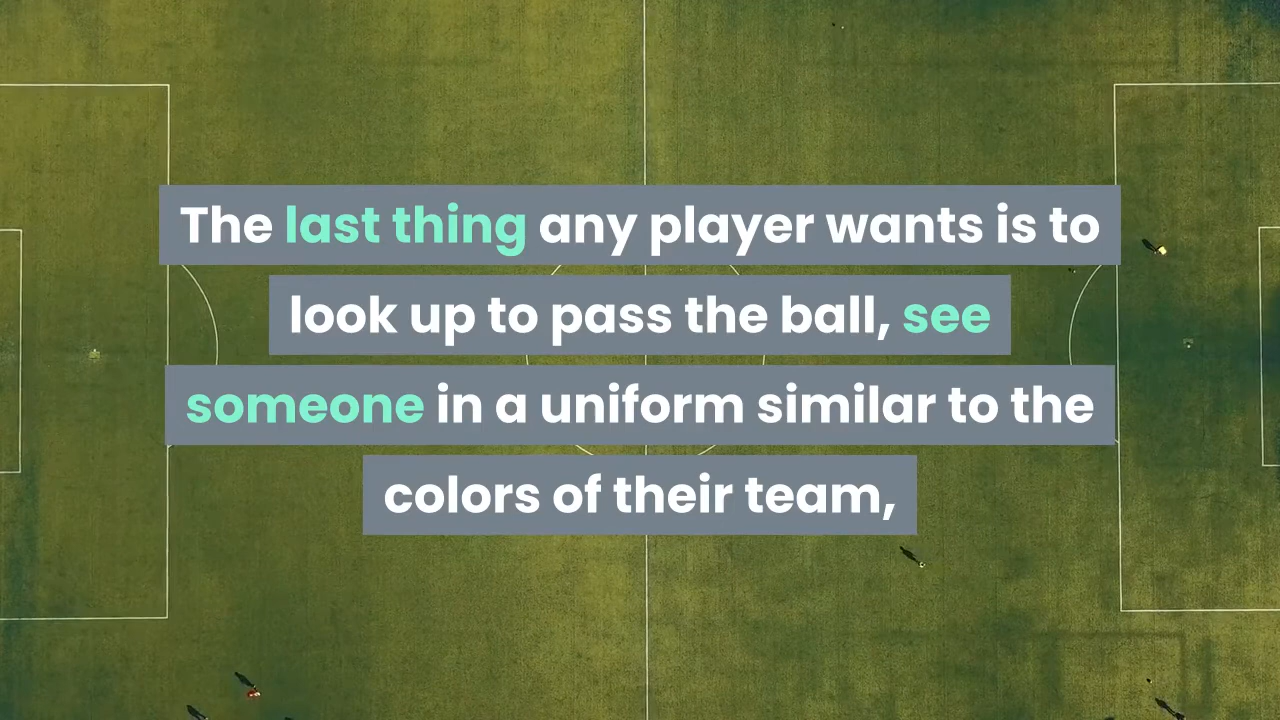 The last thing any player wants is to
look up to pass the ball, see
someone in a uniform similar to the
colors of their team,